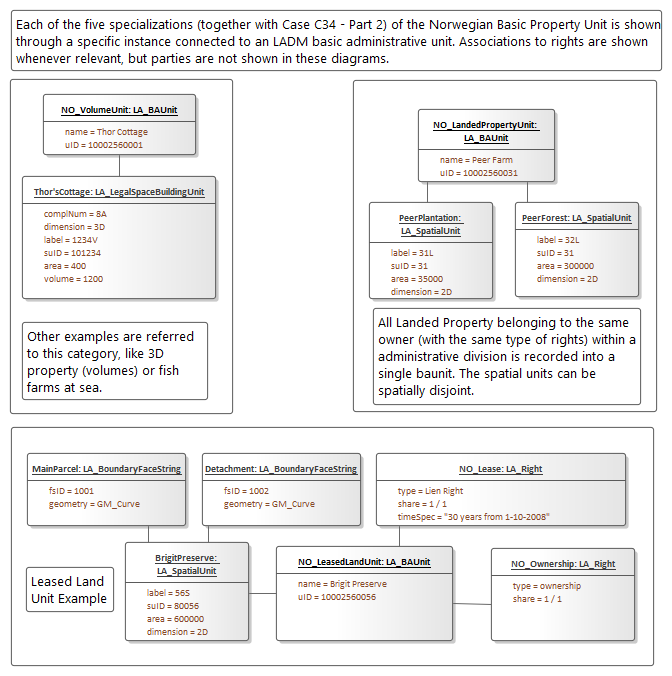 Each of the five specializations (together with Case C34 - Part 2) of the Norwegian Basic Property Unit is shown
through a specific instance connected to an LADM basic administrative unit. Associations to rights are shown
whenever relevant, but parties are not shown in these diagrams.
NO_VolumeUnit: LA_BAUnit
name = Thor Cottage
uID = 10002560001
Thor'sCottage: LA_LegalSpaceBuildingUnit
complNum = 8A
dimension = 3D
label = 1234V
suID = 101234
area = 400
volume = 1200
Other examples are referred
to this category, like 3D
property (volumes) or fish
farms at sea.
NO_LandedPropertyUnit:
LA_BAUnit
name = Peer Farm
uID = 10002560031
PeerPlantation:
LA_SpatialUnit
label = 31L
suID = 31
area = 35000
dimension = 2D
PeerForest: LA_SpatialUnit
label = 32L
suID = 31
area = 300000
dimension = 2D
All Landed Property belonging to the same
owner (with the same type of rights) within a
administrative division is recorded into a
single baunit. The spatial units can be
spatially disjoint.
MainParcel: LA_BoundaryFaceString
fsID = 1001
geometry = GM_Curve
Detachment: LA_BoundaryFaceString
fsID = 1002
geometry = GM_Curve
NO_Lease: LA_Right
type = Lien Right
share = 1 / 1
timeSpec = "30 years from 1-10-2008"
Leased Land
Unit Example
BrigitPreserve:
LA_SpatialUnit
label = 56S
suID = 80056
area = 600000
dimension = 2D
NO_LeasedLandUnit: LA_BAUnit
name = Brigit Preserve
uID = 10002560056
NO_Ownership: LA_Right
type = ownership
share = 1 / 1